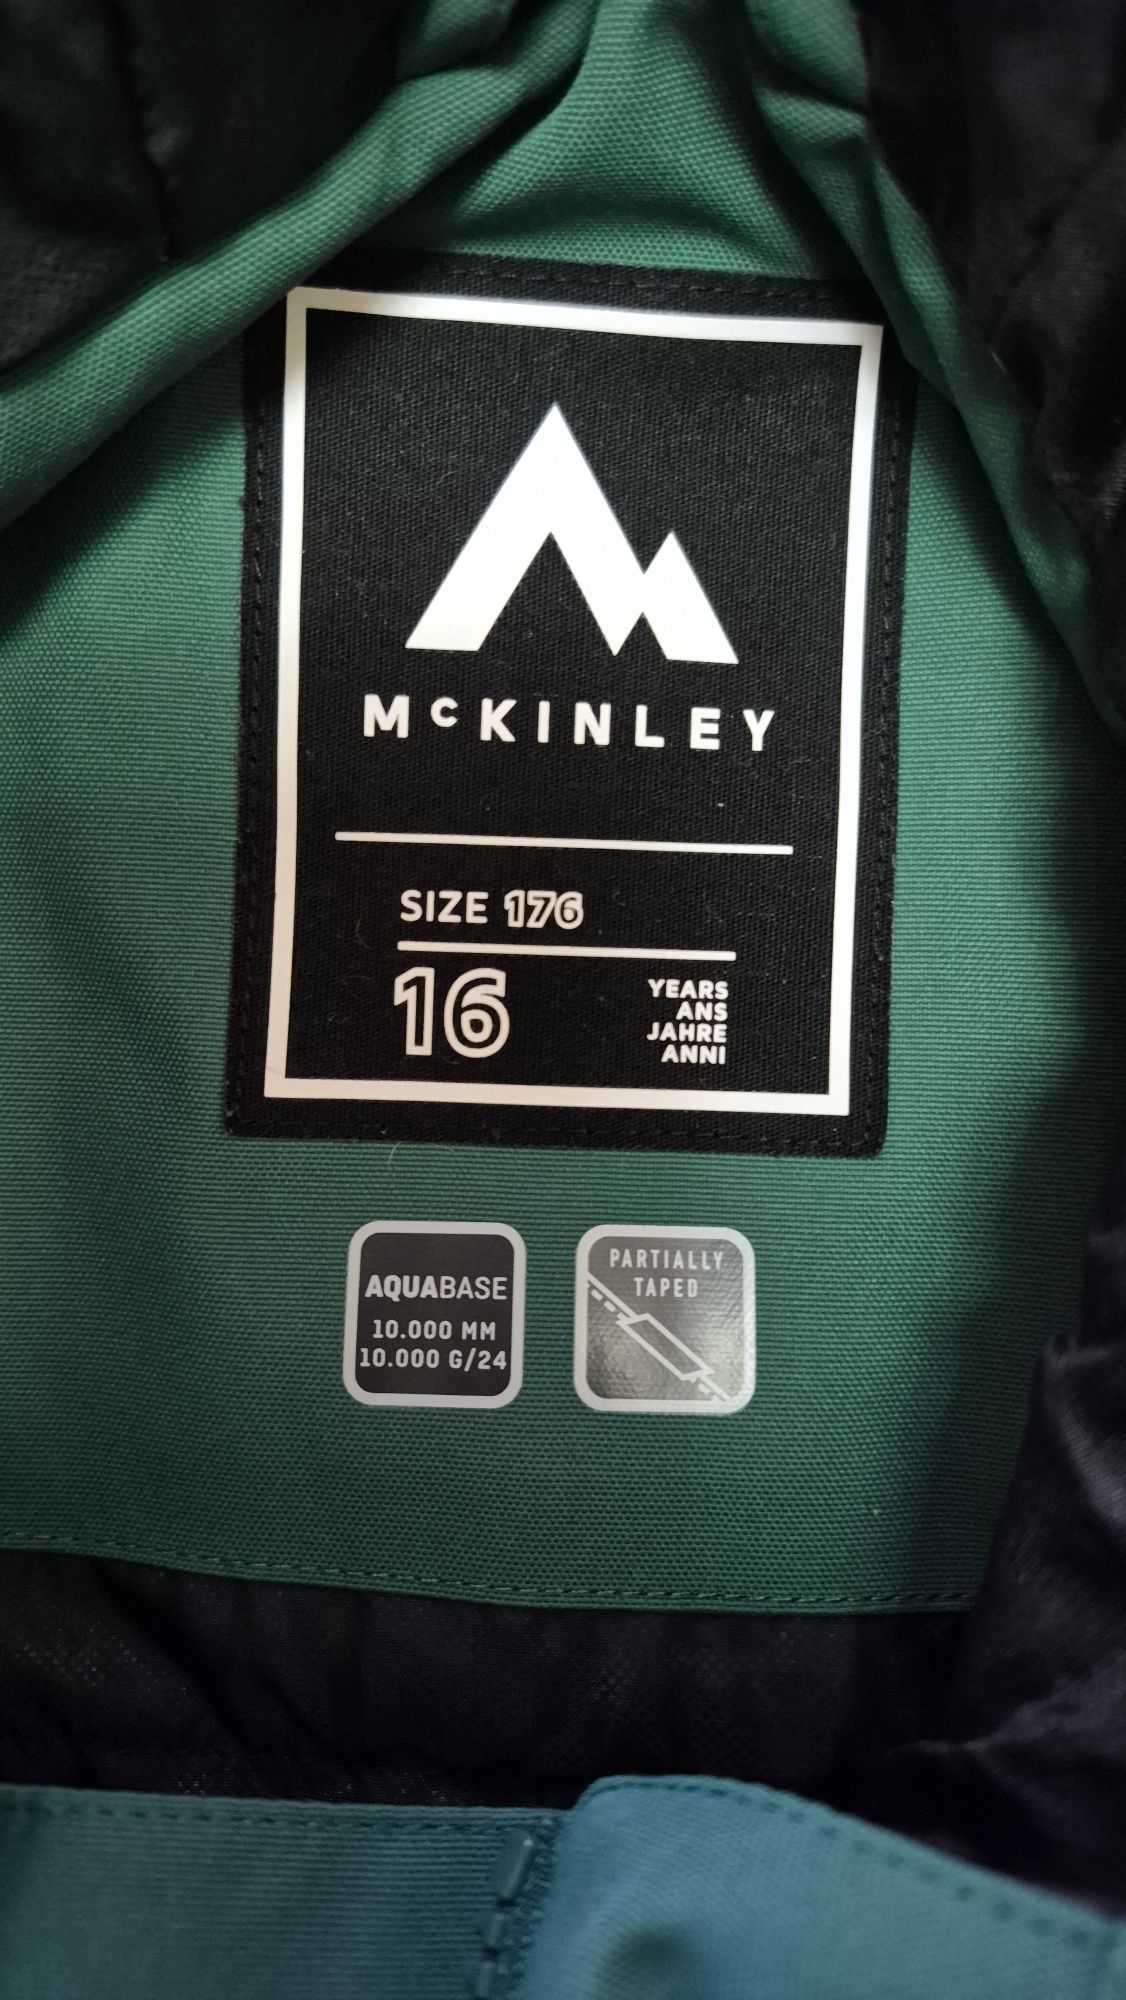 McKINLEY
SIZE 176
16
YEARS
ANS
JAHRE
ANNI
AQUABASE
10.000 MM
10.000 G/24
PARTIALLY
TAPED